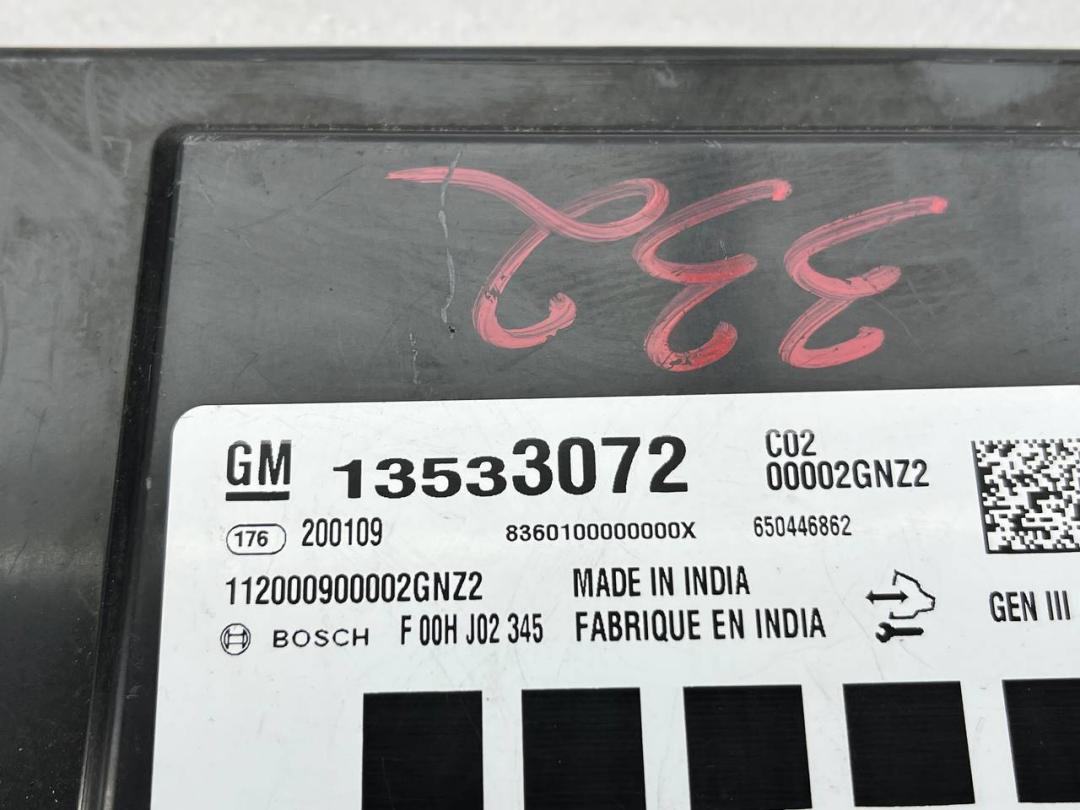 332
GM 13533072 C02
00002GNZ2
176 200109 8360100000000X 650446862
112000900002GNZ2 MADE IN INDIA
BOSCH F 00H J02 345 FABRIQUE EN INDIA GEN III